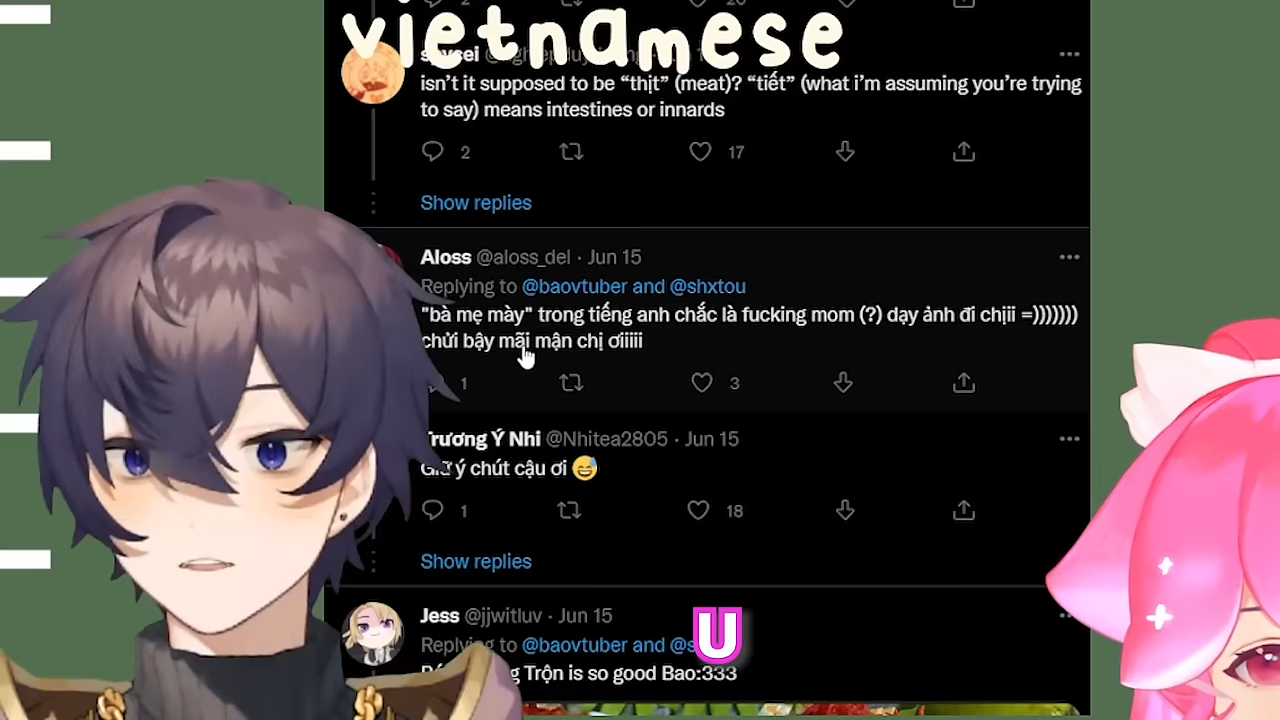 vietnamese
isn't it supposed to be “thịt” (meat)? “tiết” (what i'm assuming you're trying
to say) means intestines or innards
2
17
Show replies
Aloss @aloss_del · Jun 15
Replying to @baovtuber and @shxtou
"bà mẹ mày" trong tiếng anh chắc là fucking mom (?) dạy ảnh đi chịii =)))))))
chửi bậy mãi mận chị ơiiiii
1
3
Trương Ý Nhi @Nhitea2805 · Jun 15
ý chút cậu ơi 😅
1
18
Show replies
Jess @jjwitluv · Jun 15
U
Replying to @baovtuber and
Trộn is so good Bao:333